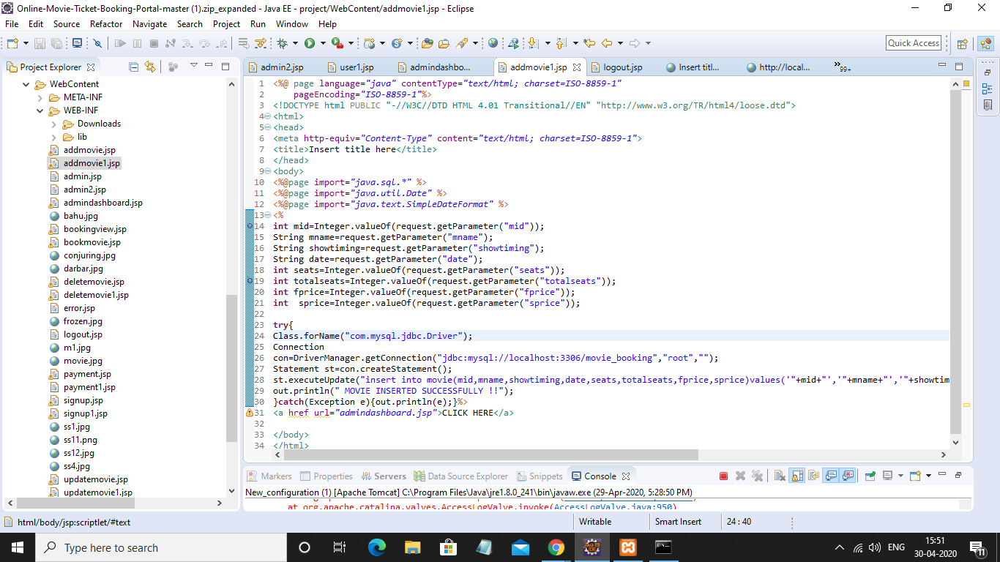 Online-Movie-Ticket-Booking-Portal-master (1).zip_expanded - Java EE - project/WebContent/addmovie1.jsp - Eclipse
File Edit Source Refactor Navigate Search Project Run Window Help
Quick Access
Project Explorer
admin2.jsp user1.jsp admindashbo... addmovie1.jsp logout.jsp Insert titl... http://local... »99+
WebContent
META-INF
WEB-INF
Downloads
lib
addmovie.jsp
addmovie1.jsp
admin.jsp
admin2.jsp
admindashboard.jsp
bahu.jpg
bookingview.jsp
bookmovie.jsp
conjuring.jpg
darbar.jpg
deletemovie.jsp
deletemovie1.jsp
error.jsp
frozen.jpg
logout.jsp
m1.jpg
movie.jpg
payment.jsp
payment1.jsp
signup.jsp
signup1.jsp
ss1.jpg
ss11.png
ss12.jpg
ss4.jpg
updatemovie.jsp
updatemovie1.jsp
1 <%@ page language="java" contentType="text/html; charset=ISO-8859-1"
2 pageEncoding="ISO-8859-1"%>
3 <!DOCTYPE html PUBLIC "-//W3C//DTD HTML 4.01 Transitional//EN" "http://www.w3.org/TR/html4/loose.dtd">
4 <html>
5 <head>
6 <meta http-equiv="Content-Type" content="text/html; charset=ISO-8859-1">
7 <title>Insert title here</title>
8 </head>
9 <body>
10 <%@page import="java.sql.*" %>
11 <%@page import="java.util.Date" %>
12 <%@page import="java.text.SimpleDateFormat" %>
13 <%
14 int mid=Integer.valueOf(request.getParameter("mid"));
15 String mname=request.getParameter("mname");
16 String showtiming=request.getParameter("showtiming");
17 String date=request.getParameter("date");
18 int seats=Integer.valueOf(request.getParameter("seats"));
19 int totalseats=Integer.valueOf(request.getParameter("totalseats"));
20 int fprice=Integer.valueOf(request.getParameter("fprice"));
21 int  sprice=Integer.valueOf(request.getParameter("sprice"));
22
23 try{
24 Class.forName("com.mysql.jdbc.Driver");
25 Connection
26 con=DriverManager.getConnection("jdbc:mysql://localhost:3306/movie_booking","root","");
27 Statement st=con.createStatement();
28 st.executeUpdate("insert into movie(mid,mname,showtiming,date,seats,totalseats,fprice,sprice)values('"+mid+"','"+mname+"','"+showtim
29 out.println(" MOVIE INSERTED SUCCESSFULLY !!");
30 }catch(Exception e){out.println(e);}%>
31 <a href url="admindashboard.jsp">CLICK HERE</a>
32
33 </body>
34 </html>
Markers Properties Servers Data Source Explorer Snippets Console
New_configuration (1) [Apache Tomcat] C:\Program Files\Java\jre1.8.0_241\bin\javaw.exe (29-Apr-2020, 5:28:50 PM)
at org.apache.catalina.valves.AccessLogValve.invoke(AccessLogValve.java:950)
html/body/jsp:scriptlet/#text Writable Smart Insert 24 : 40
Type here to search
ENG
15:51
30-04-2020
11